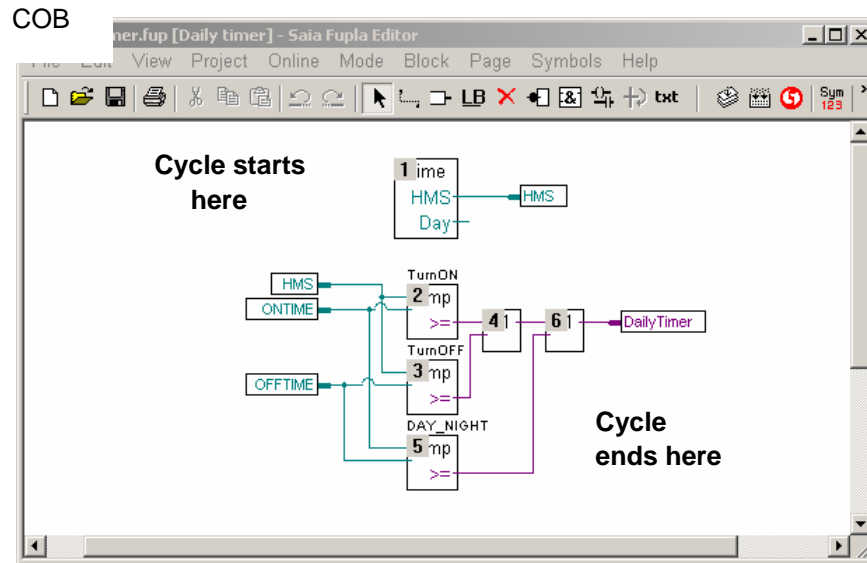 COB
mer.fup [Daily timer] - Saia Fupla Editor
View Project Online Mode Block Page Symbols Help
LB & txt Sym 123
Cycle starts
here
1 ime
HMS HMS
Day
TurnON
HMS 2 mp
ONTIME >= 4 1 6 1 DailyTimer
TurnOFF
3 mp
OFFTIME >=
DAY_NIGHT
Cycle
5 mp
ends here
>=